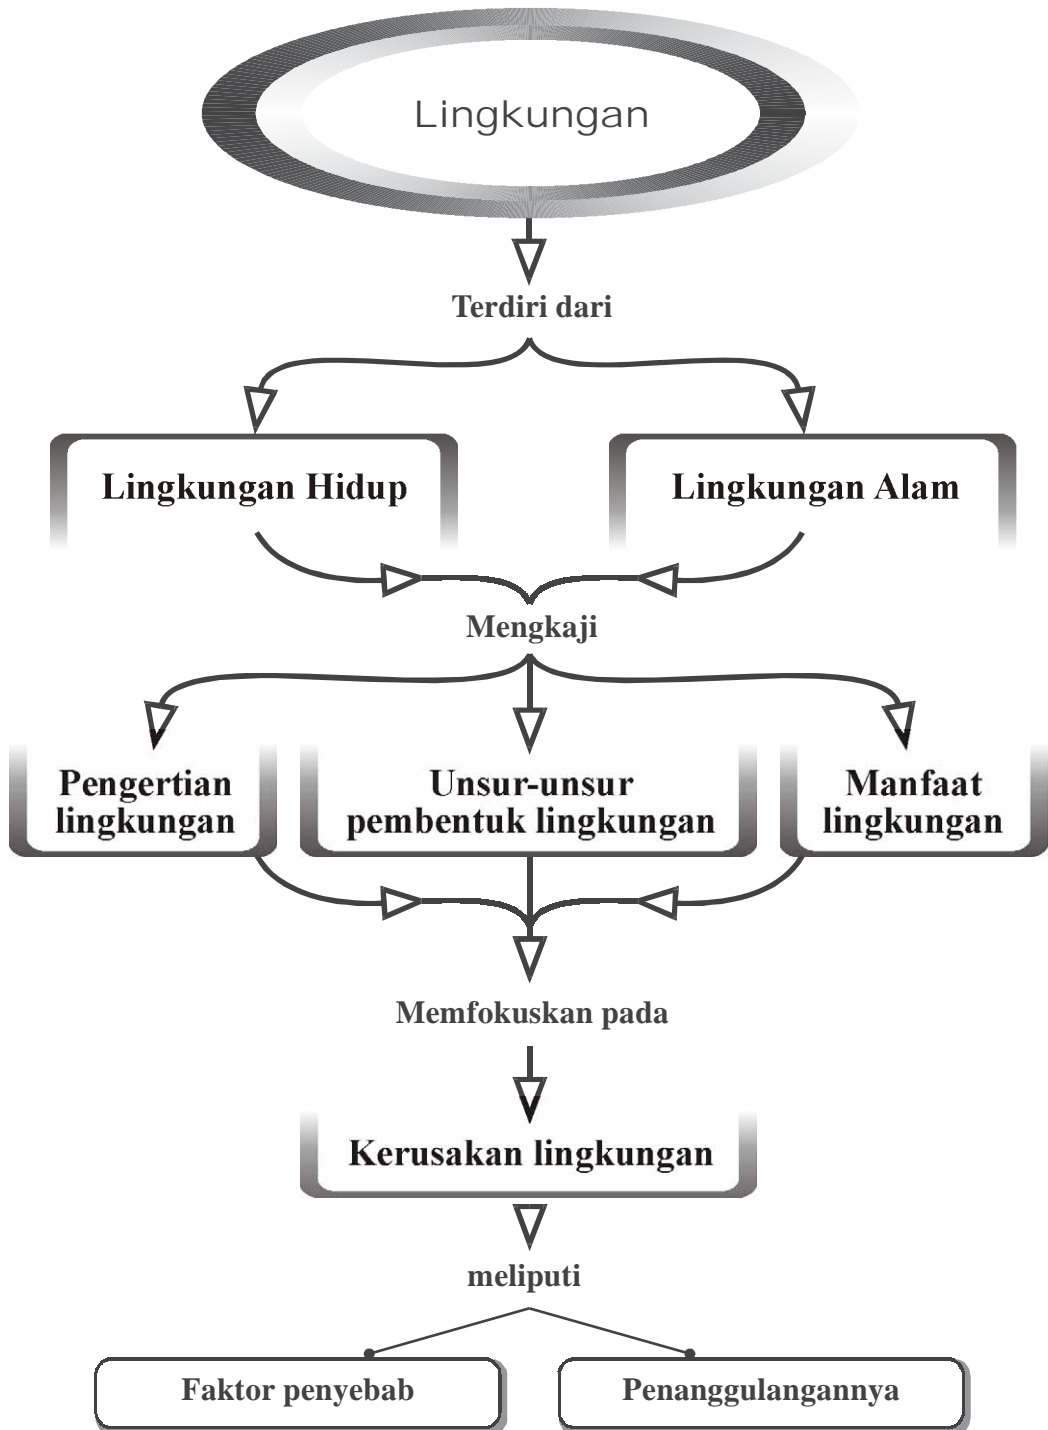 Lingkungan
Terdiri dari
Lingkungan Hidup
Lingkungan Alam
Mengkaji
Pengertian
lingkungan
Unsur-unsur
pembentuk lingkungan
Manfaat
lingkungan
Memfokuskan pada
Kerusakan lingkungan
meliputi
Faktor penyebab
Penanggulangannya